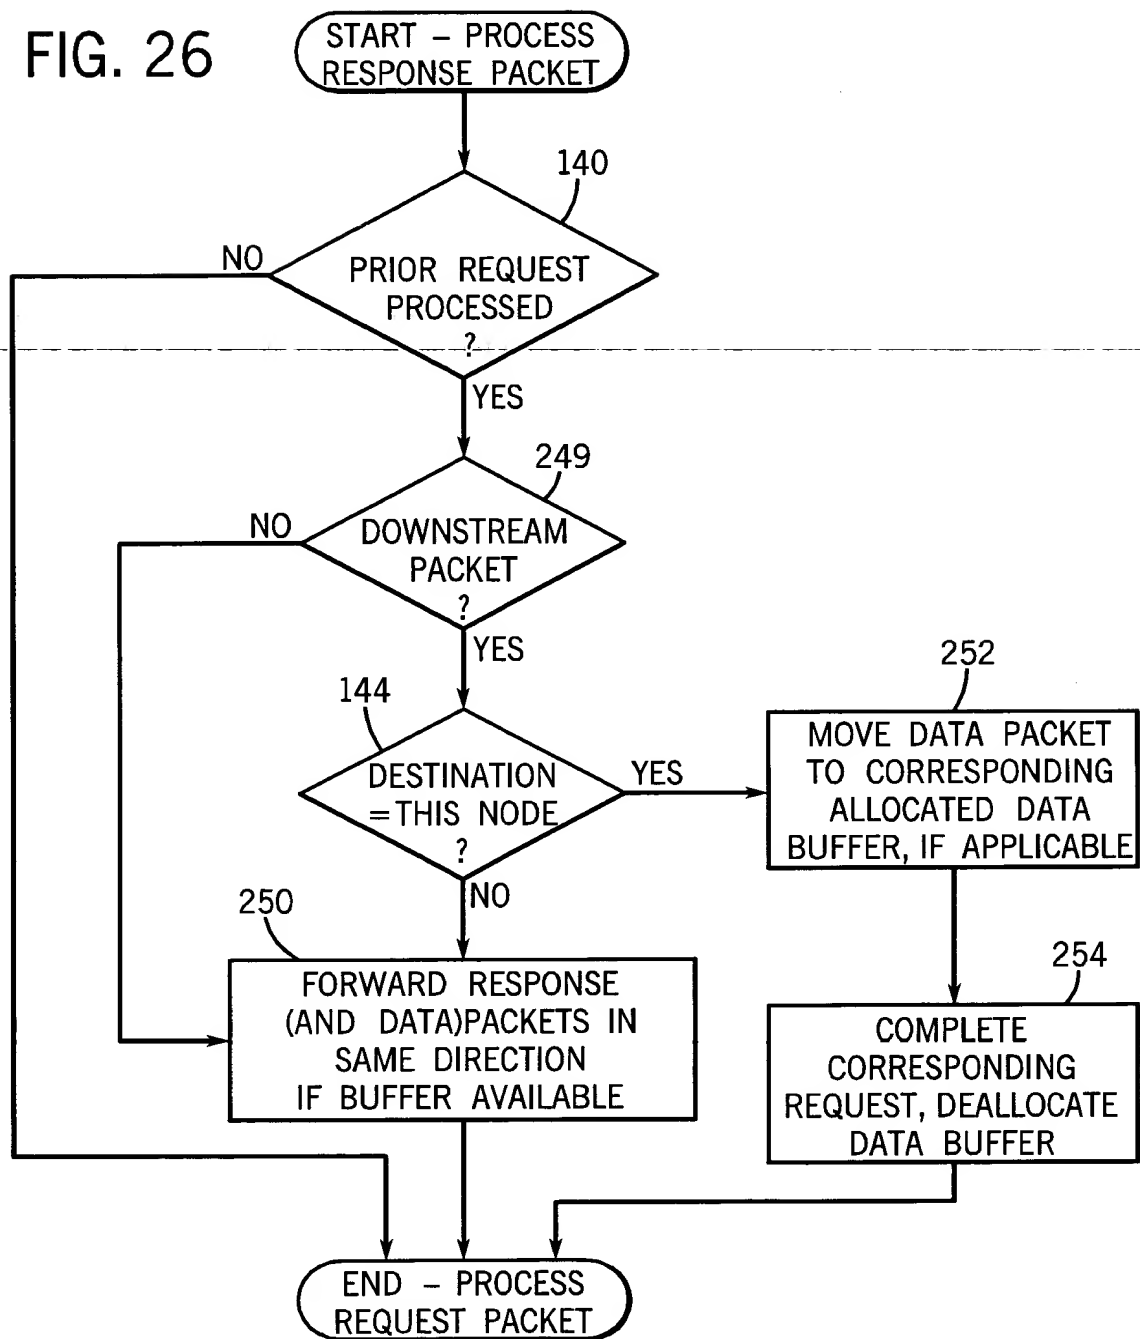 FIG. 26
START – PROCESS
RESPONSE PACKET
140
NO
PRIOR REQUEST
PROCESSED
?
YES
249
NO
DOWNSTREAM
PACKET
?
YES
144
DESTINATION
=THIS NODE
?
YES
NO
252
MOVE DATA PACKET
TO CORRESPONDING
ALLOCATED DATA
BUFFER, IF APPLICABLE
250
FORWARD RESPONSE
(AND DATA)PACKETS IN
SAME DIRECTION
IF BUFFER AVAILABLE
254
COMPLETE
CORRESPONDING
REQUEST, DEALLOCATE
DATA BUFFER
END – PROCESS
REQUEST PACKET